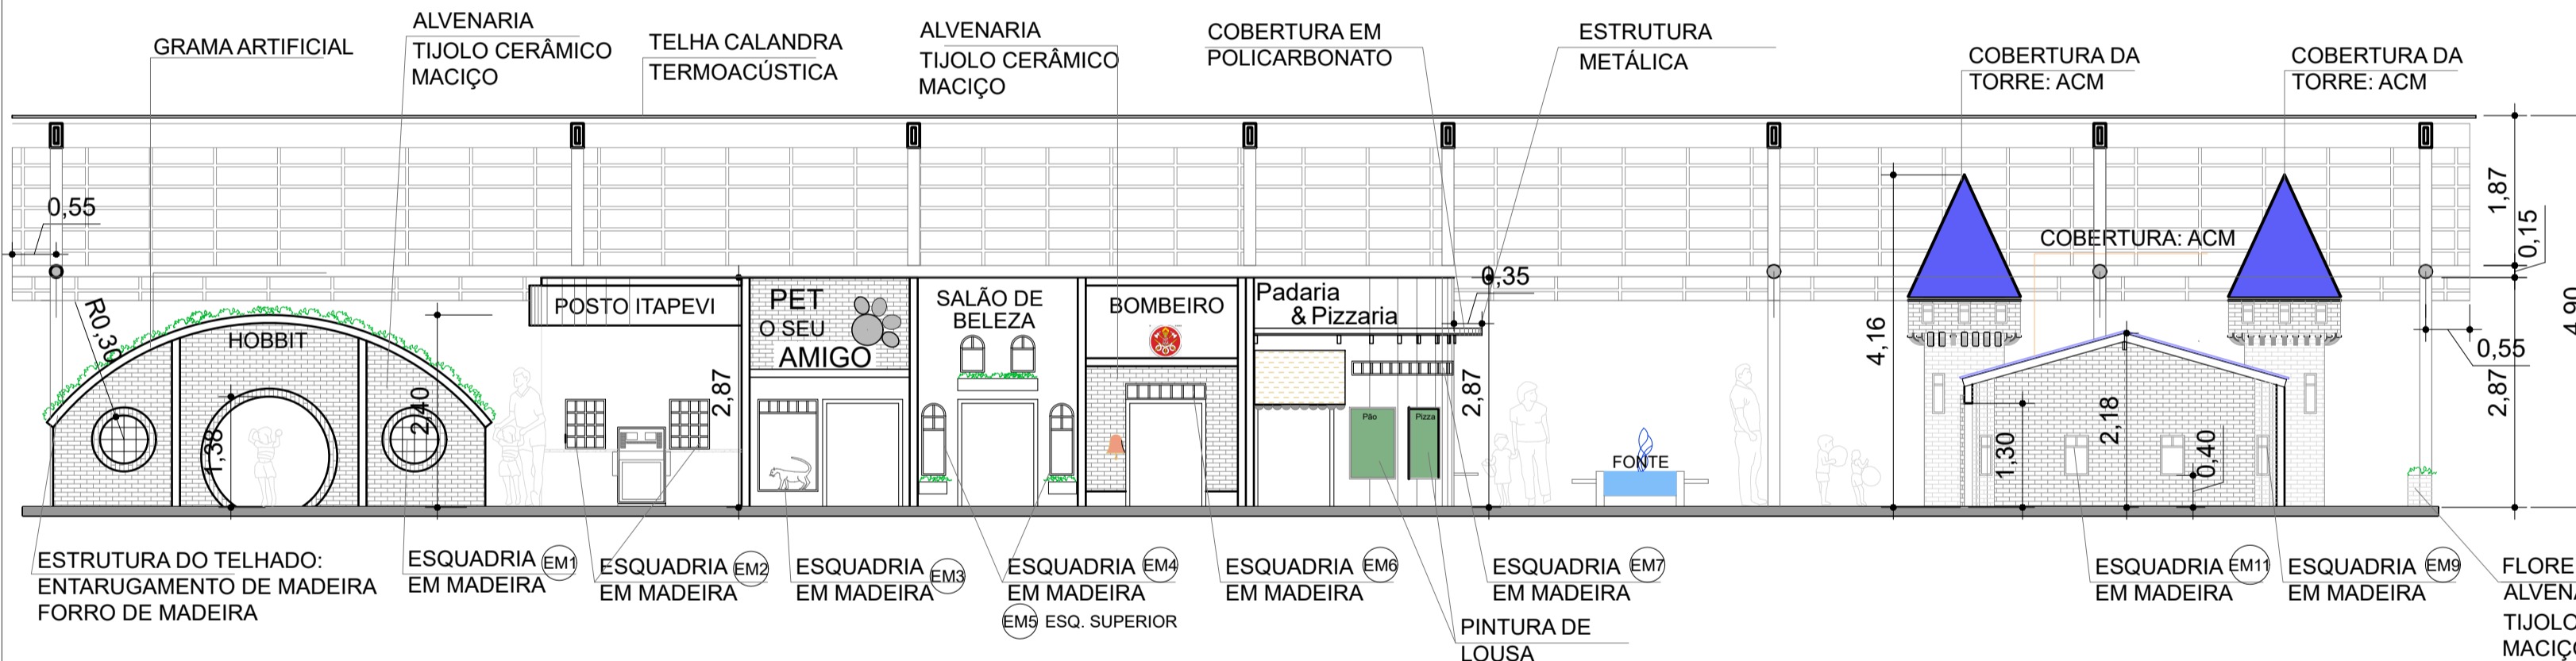 GRAMA ARTIFICIAL
ALVENARIA
TIJOLO CERÂMICO
MACIÇO
TELHA CALANDRA
TERMOACÚSTICA
ALVENARIA
TIJOLO CERÂMICO
MACIÇO
COBERTURA EM
POLICARBONATO
ESTRUTURA
METÁLICA
COBERTURA DA
TORRE: ACM
COBERTURA DA
TORRE: ACM
0,55
1,87
0,15
COBERTURA: ACM
R0,30
HOBBIT
2,40
1,38
POSTO ITAPEVI
2,87
PET
O SEU
AMIGO
SALÃO DE
BELEZA
BOMBEIRO
Padaria
& Pizzaria
0,35
Pão
Pizza
2,87
FONTE
4,16
1,30
2,18
0,40
0,55
2,87
4,90
ESTRUTURA DO TELHADO:
ENTARUGAMENTO DE MADEIRA
FORRO DE MADEIRA
ESQUADRIA EM1
EM MADEIRA
ESQUADRIA EM2
EM MADEIRA
ESQUADRIA EM3
EM MADEIRA
ESQUADRIA EM4
EM MADEIRA
EM5 ESQ. SUPERIOR
ESQUADRIA EM6
EM MADEIRA
ESQUADRIA EM7
EM MADEIRA
PINTURA DE
LOUSA
ESQUADRIA EM11
EM MADEIRA
ESQUADRIA EM9
EM MADEIRA
FLORE
ALVENA
TIJOLO
MACIÇO